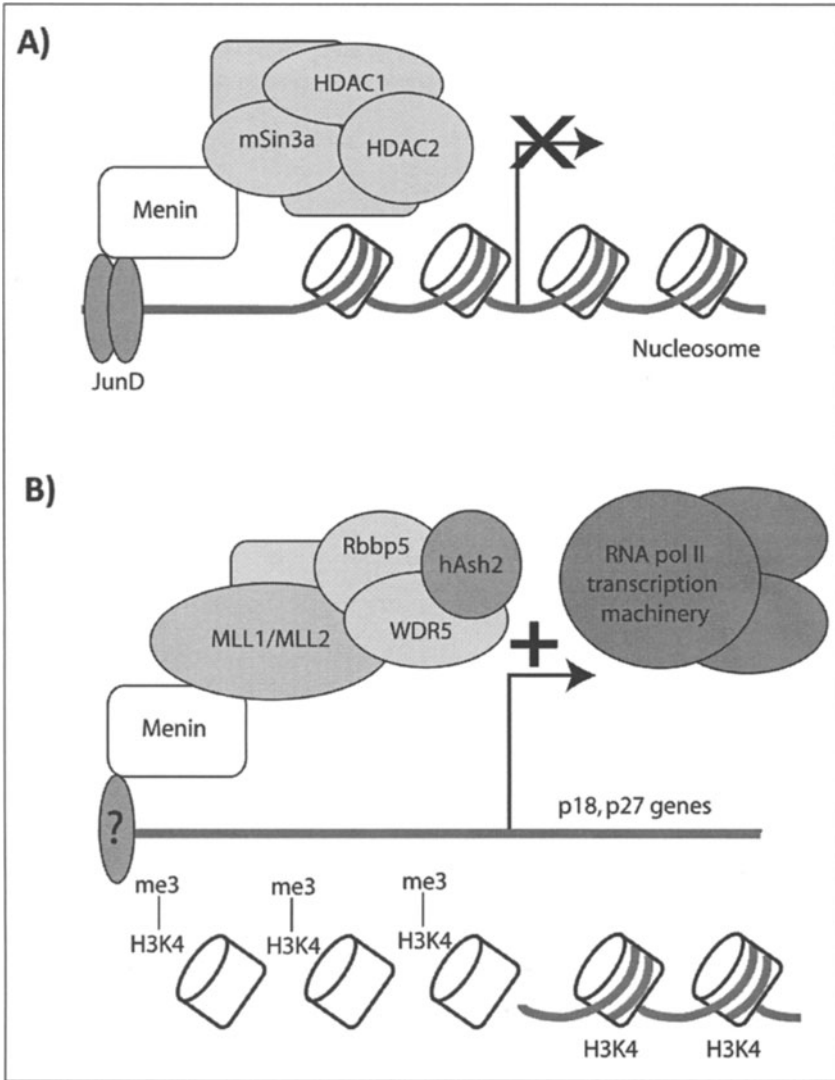 A)
HDAC1
mSin3a
HDAC2
Menin
Nucleosome
JunD
B)
Rbbp5
hAsh2
RNA pol II
transcription
machinery
MLL1/MLL2
WDR5
+
Menin
p18, p27 genes
?
me3
me3
me3
H3K4
H3K4
H3K4
H3K4
H3K4